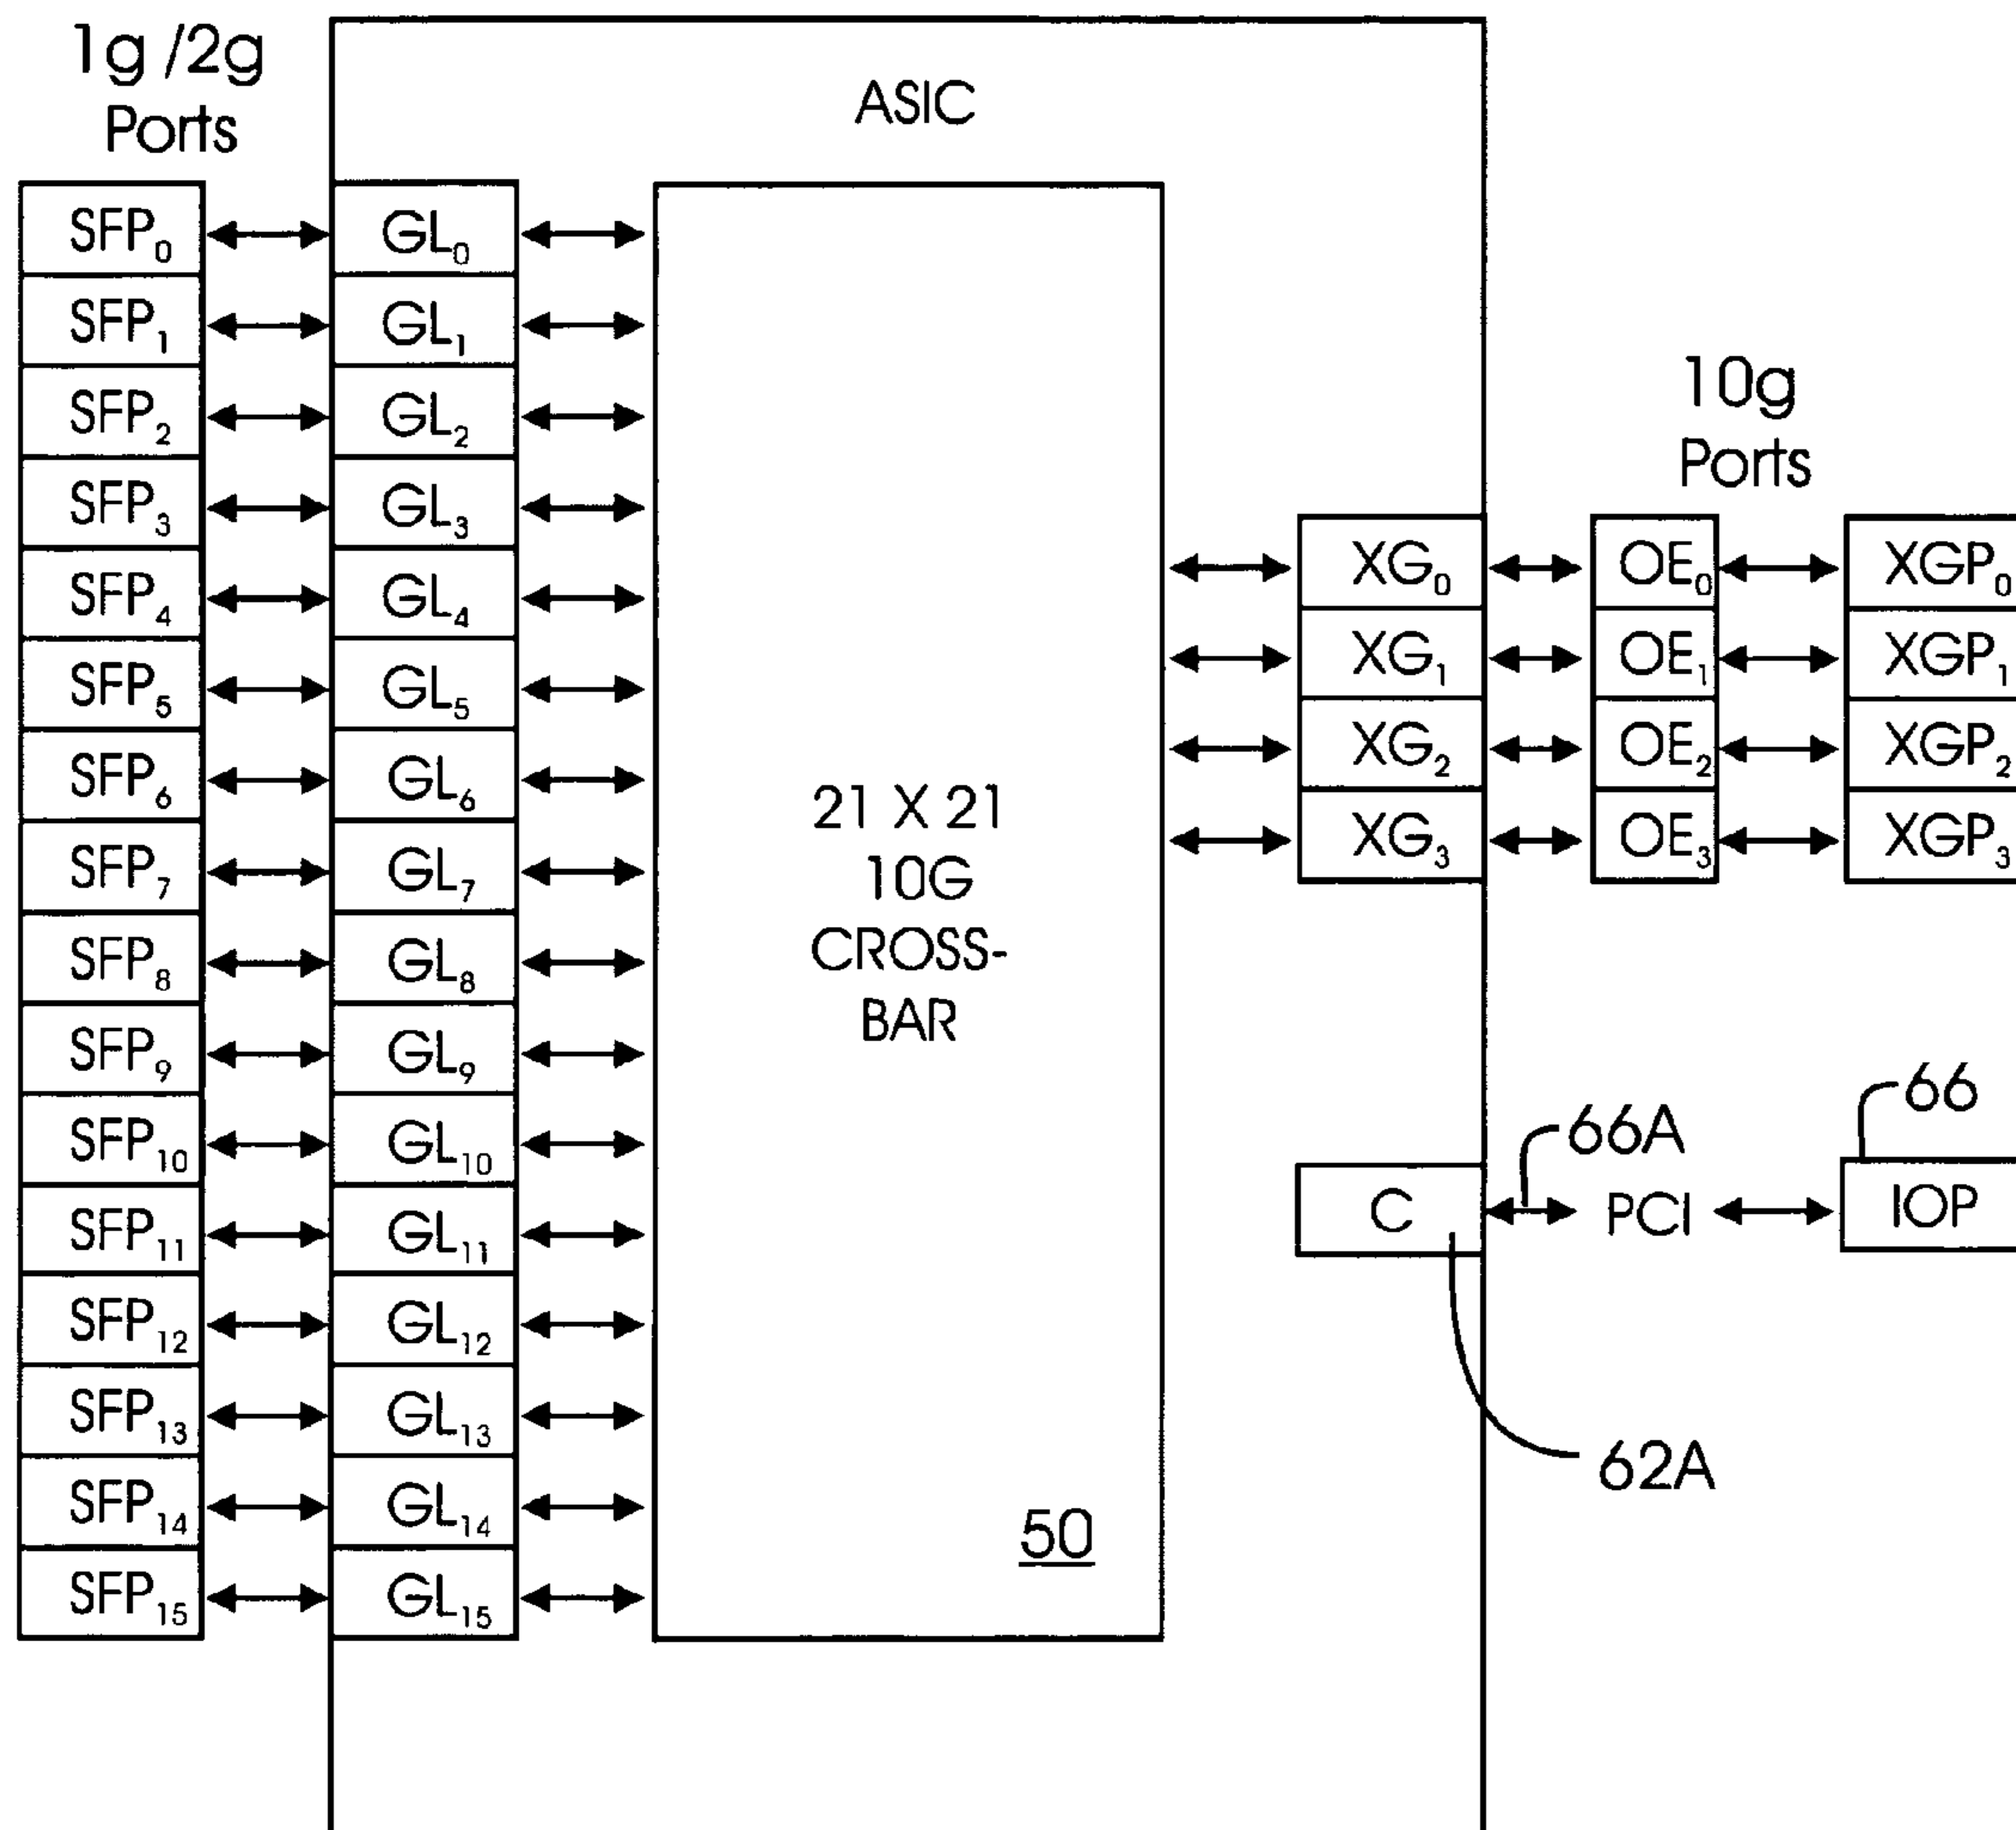 1g /2g
Ports
ASIC
SFP₀ GL₀
SFP₁ GL₁
SFP₂ GL₂
SFP₃ GL₃
SFP₄ GL₄
SFP₅ GL₅
SFP₆ GL₆
SFP₇ GL₇
SFP₈ GL₈
SFP₉ GL₉
SFP₁₀ GL₁₀
SFP₁₁ GL₁₁
SFP₁₂ GL₁₂
SFP₁₃ GL₁₃
SFP₁₄ GL₁₄
SFP₁₅ GL₁₅
21 X 21
10G
CROSS-
BAR
50
10g
Ports
XG₀ OE₀ XGP₀
XG₁ OE₁ XGP₁
XG₂ OE₂ XGP₂
XG₃ OE₃ XGP₃
66A 66
C PCI IOP
62A